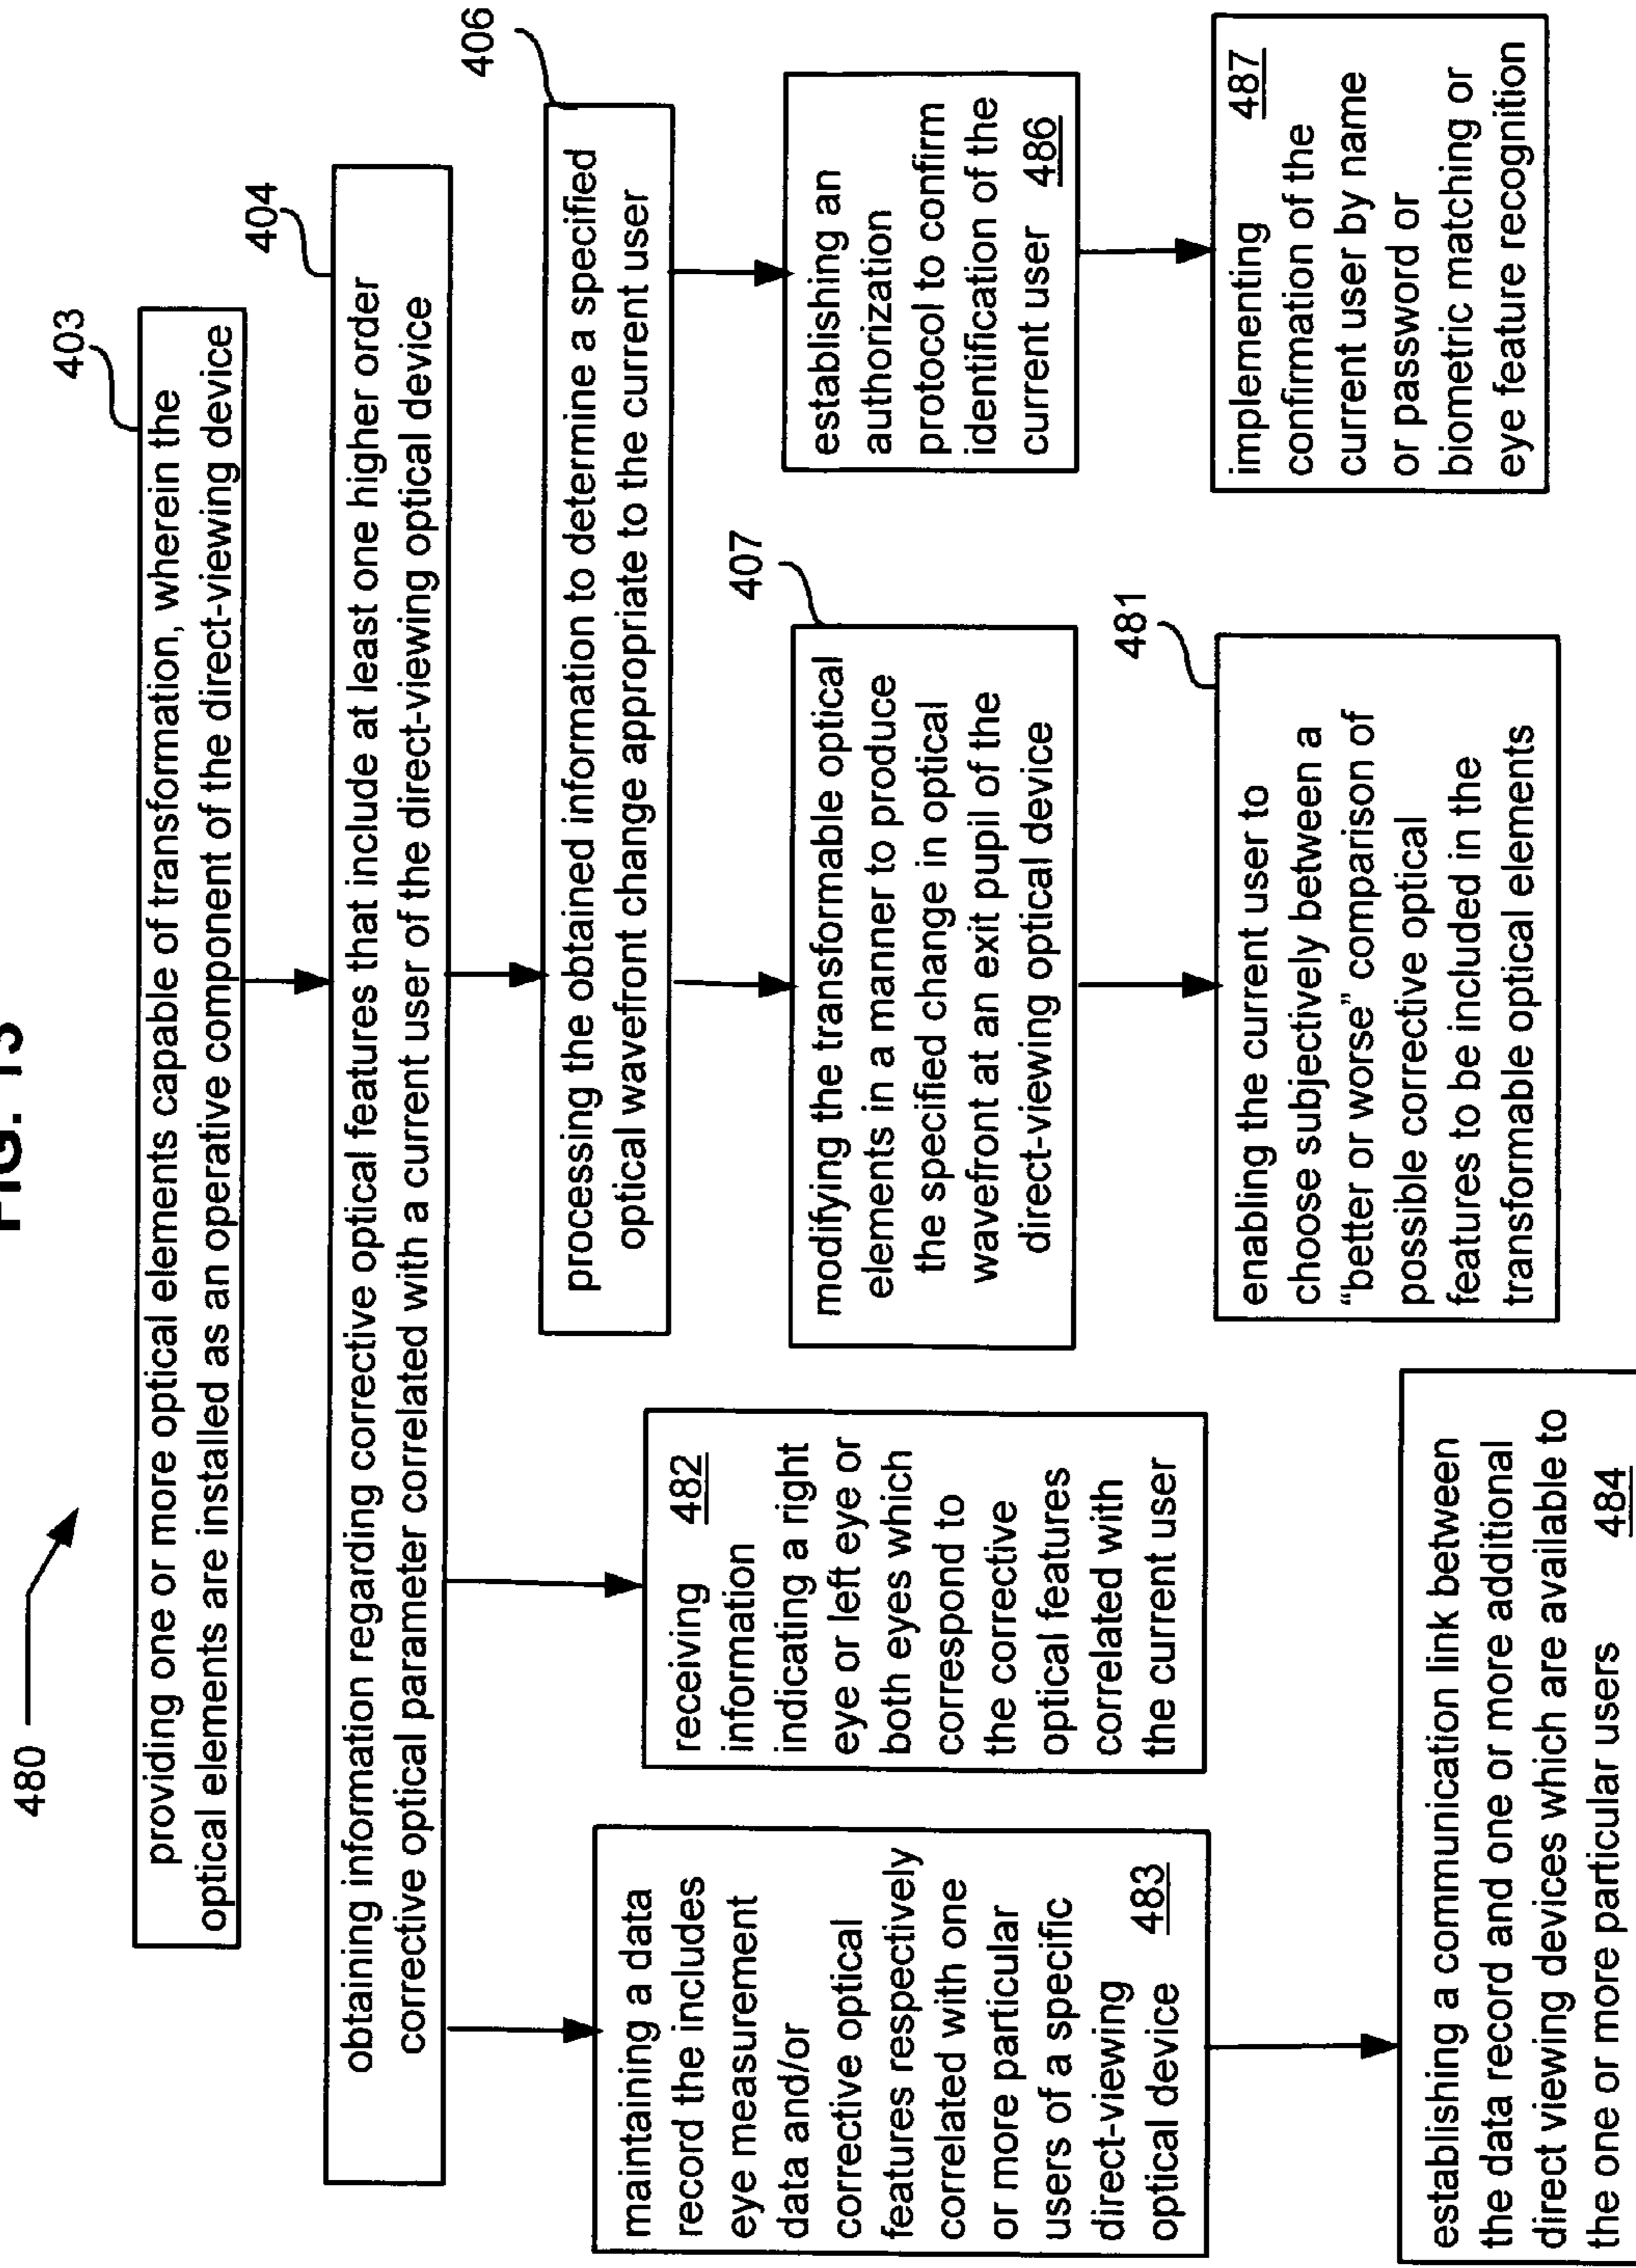 FIG.
480
403
providing one or more optical elements capable of transformation, wherein the
optical elements are installed as an operative component of the direct-viewing device
404
obtaining information regarding corrective optical features that include at least one higher order
corrective optical parameter correlated with a current user of the direct-viewing optical device
406
processing the obtained information to determine a specified
optical wavefront change appropriate to the current user
maintaining a data
record the includes
eye measurement
data and/or
corrective optical
features respectively
correlated with one
or more particular
users of a specific
direct-viewing
optical device 483
receiving 482
information
indicating a right
eye or left eye or
both eyes which
correspond to
the corrective
optical features
correlated with
the current user
407
modifying the transformable optical
elements in a manner to produce
the specified change in optical
wavefront at an exit pupil of the
direct-viewing optical device
establishing an
authorization
protocol to confirm
identification of the
current user 486
establishing a communication link between
the data record and one or more additional
direct viewing devices which are available to
the one or more particular users 484
481
enabling the current user to
choose subjectively between a
“better or worse” comparison of
possible corrective optical
features to be included in the
transformable optical elements
implementing 487
confirmation of the
current user by name
or password or
biometric matching or
eye feature recognition